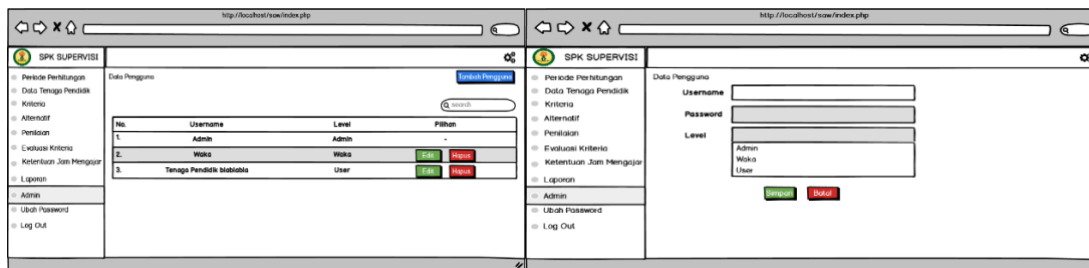 http://localhost/saw/index.php
SPK SUPERVISI
Periode Perhitungan
Data Tenaga Pendidik
Kriteria
Alternatif
Penilaian
Evaluasi Kriteria
Ketentuan Jam Mengajar
Laporan
Admin
Ubah Password
Log Out
Data Pengguna
Tambah Pengguna
search
No. Username Level Pilihan
1. Admin Admin -
2. Waka Waka Edit Hapus
3. Tenaga Pendidik blablabla User Edit Hapus
http://localhost/saw/index.php
SPK SUPERVISI
Periode Perhitungan
Data Tenaga Pendidik
Kriteria
Alternatif
Penilaian
Evaluasi Kriteria
Ketentuan Jam Mengajar
Laporan
Admin
Ubah Password
Log Out
Data Pengguna
Username
Password
Level
Admin
Waka
User
Simpan Batal